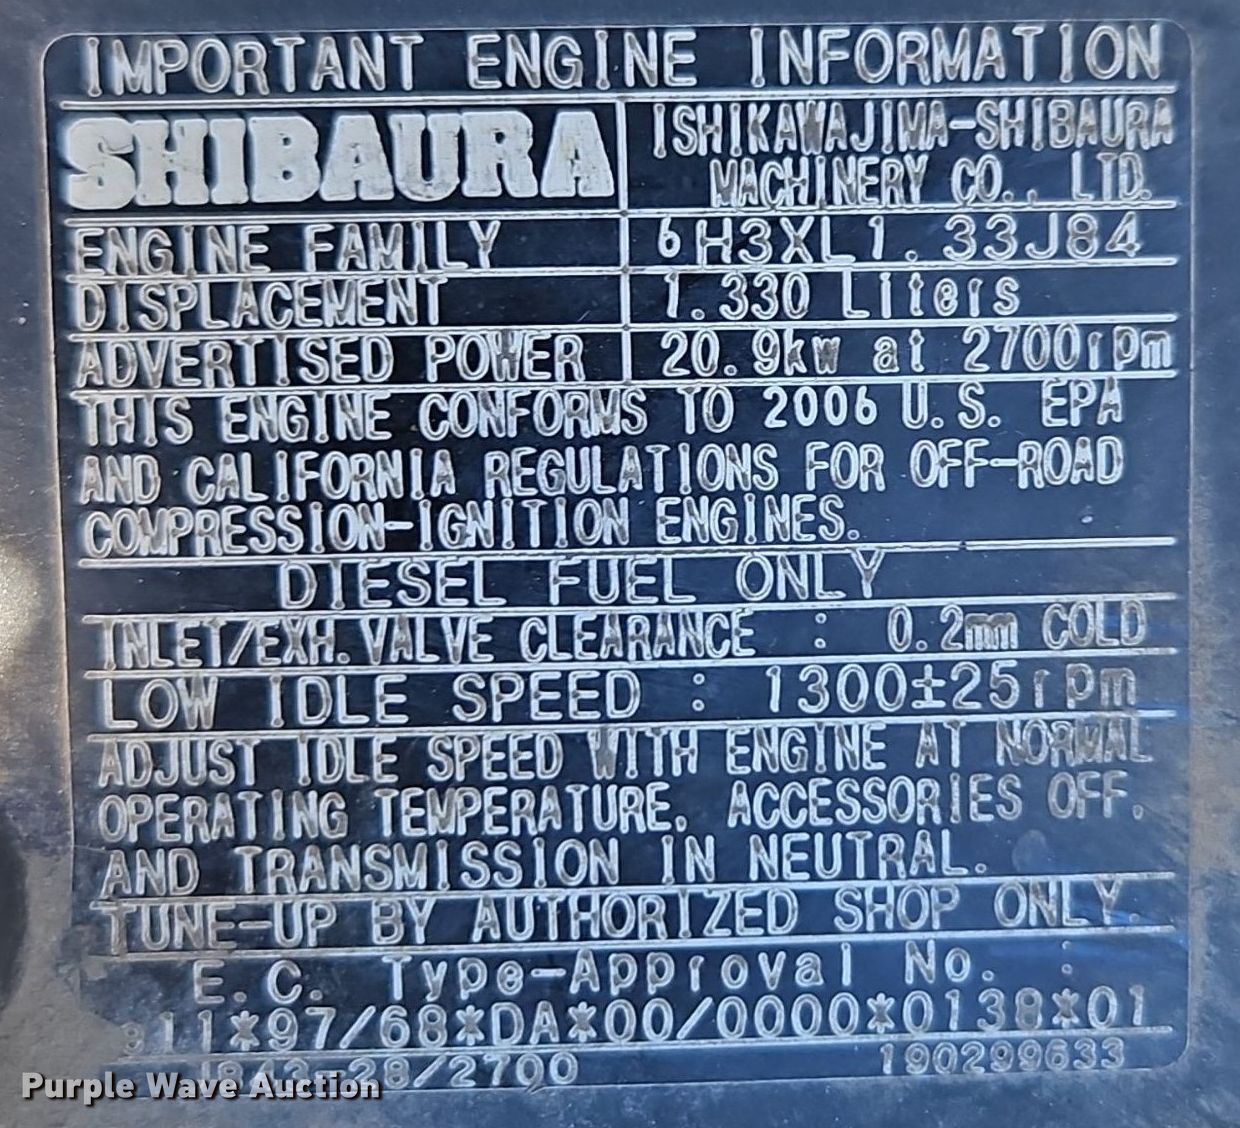 IMPORTANT ENGINE INFORMATION
SHIBAURA
ISHIKAWAJIMA-SHIBAURA
MACHINERY CO., LTD.
ENGINE FAMILY 6H3XL1.33J84
DISPLACEMENT 1.330 Liters
ADVERTISED POWER 20.9kw at 2700rpm
THIS ENGINE CONFORMS TO 2006 U.S. EPA
AND CALIFORNIA REGULATIONS FOR OFF-ROAD
COMPRESSION-IGNITION ENGINES.
DIESEL FUEL ONLY
INLET/EXH.VALVE CLEARANCE : 0.2mm COLD
LOW IDLE SPEED : 1300±25rpm
ADJUST IDLE SPEED WITH ENGINE AT NORMAL
OPERATING TEMPERATURE. ACCESSORIES OFF.
AND TRANSMISSION IN NEUTRAL.
TUNE-UP BY AUTHORIZED SHOP ONLY.
E.C. Type-Approval No. :
e11*97/68*DA*00/0000*0138*01
190299633
Purple Wave Auction